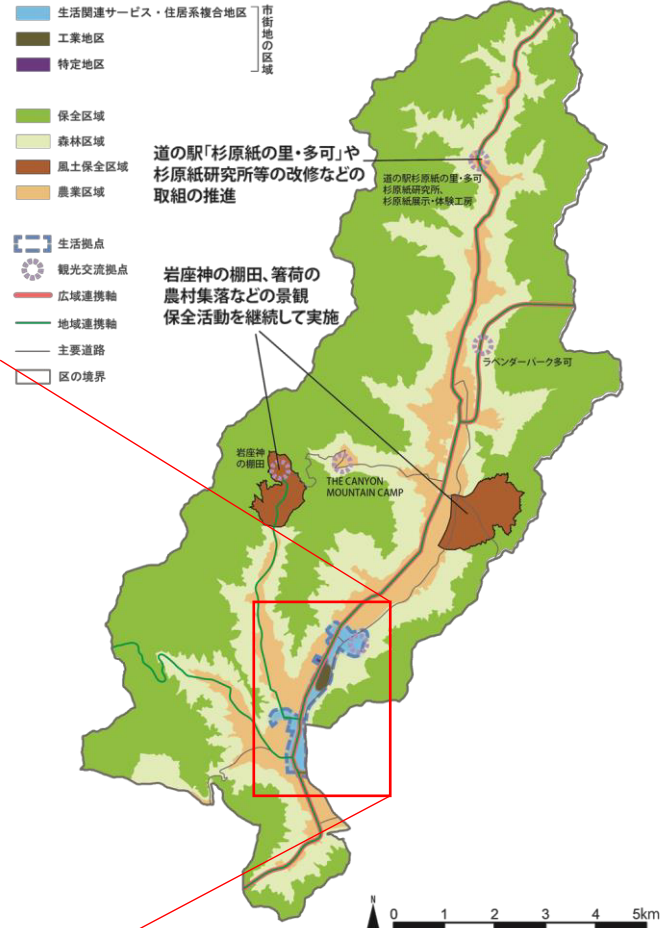 生活関連サービス・住居系複合地区
工業地区
特定地区
市街地の区域
保全区域
森林区域
風土保全区域
農業区域
生活拠点
観光交流拠点
広域連携軸
地域連携軸
主要道路
区の境界
道の駅「杉原紙の里・多可」や
杉原紙研究所等の改修などの
取組の推進
道の駅杉原紙の里・多可
杉原紙研究所、
杉原紙展示・体験工房
岩座神の棚田、箸荷の
農村集落などの景観
保全活動を継続して実施
ラベンダーパーク多可
岩座神
の棚田
THE CANYON
MOUNTAIN CAMP
N
0 1 2 3 4 5km